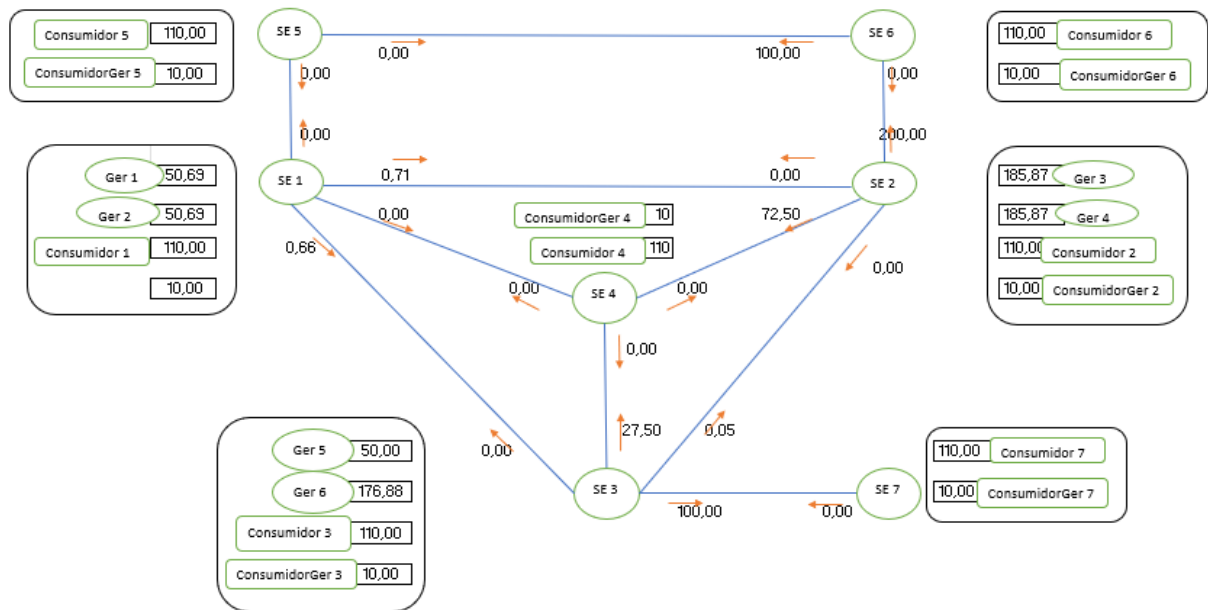 Consumidor 5 110,00
ConsumidorGer 5 10,00
SE 5
0,00
100,00
SE 6
110,00 Consumidor 6
10,00 ConsumidorGer 6
0,00
0,00
0,00
200,00
Ger 1 50,69
Ger 2 50,69
Consumidor 1 110,00
10,00
SE 1
0,71
0,00
SE 2
185,87 Ger 3
185,87 Ger 4
110,00 Consumidor 2
10,00 ConsumidorGer 2
0,66
0,00
ConsumidorGer 4 10
Consumidor 4 110
72,50
0,00
0,00
SE 4
0,00
0,00
27,50
0,00
0,05
Ger 5 50,00
Ger 6 176,88
Consumidor 3 110,00
ConsumidorGer 3 10,00
SE 3
100,00
0,00
SE 7
110,00 Consumidor 7
10,00 ConsumidorGer 7